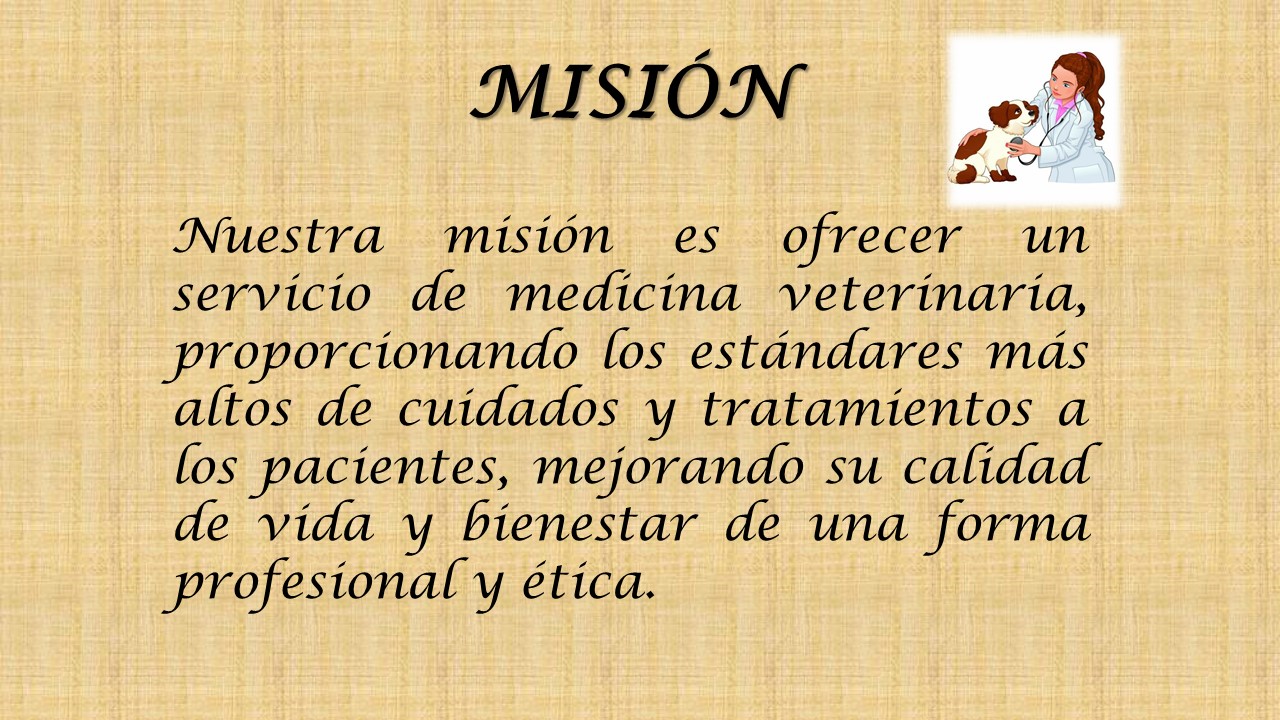 MISIÓN
Nuestra misión es ofrecer un
servicio de medicina veterinaria,
proporcionando los estándares más
altos de cuidados y tratamientos a
los pacientes, mejorando su calidad
de vida y bienestar de una forma
profesional y ética.